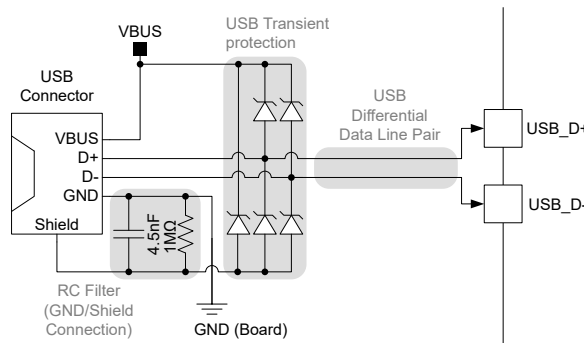 VBUS
USB Transient
protection
USB
Connector
USB
Differential
Data Line Pair
VBUS
D+
D-
GND
Shield
USB_D+
USB_D-
4.5nF
1MΩ
RC Filter
(GND/Shield
Connection)
GND (Board)